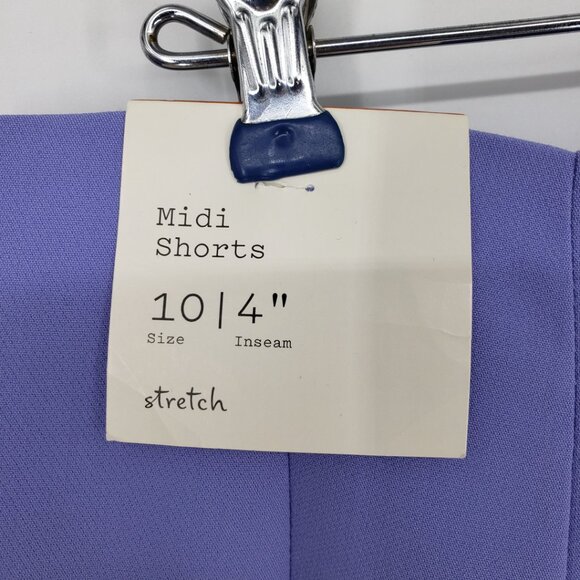 Midi
Shorts
10|4"
Size Inseam
stretch